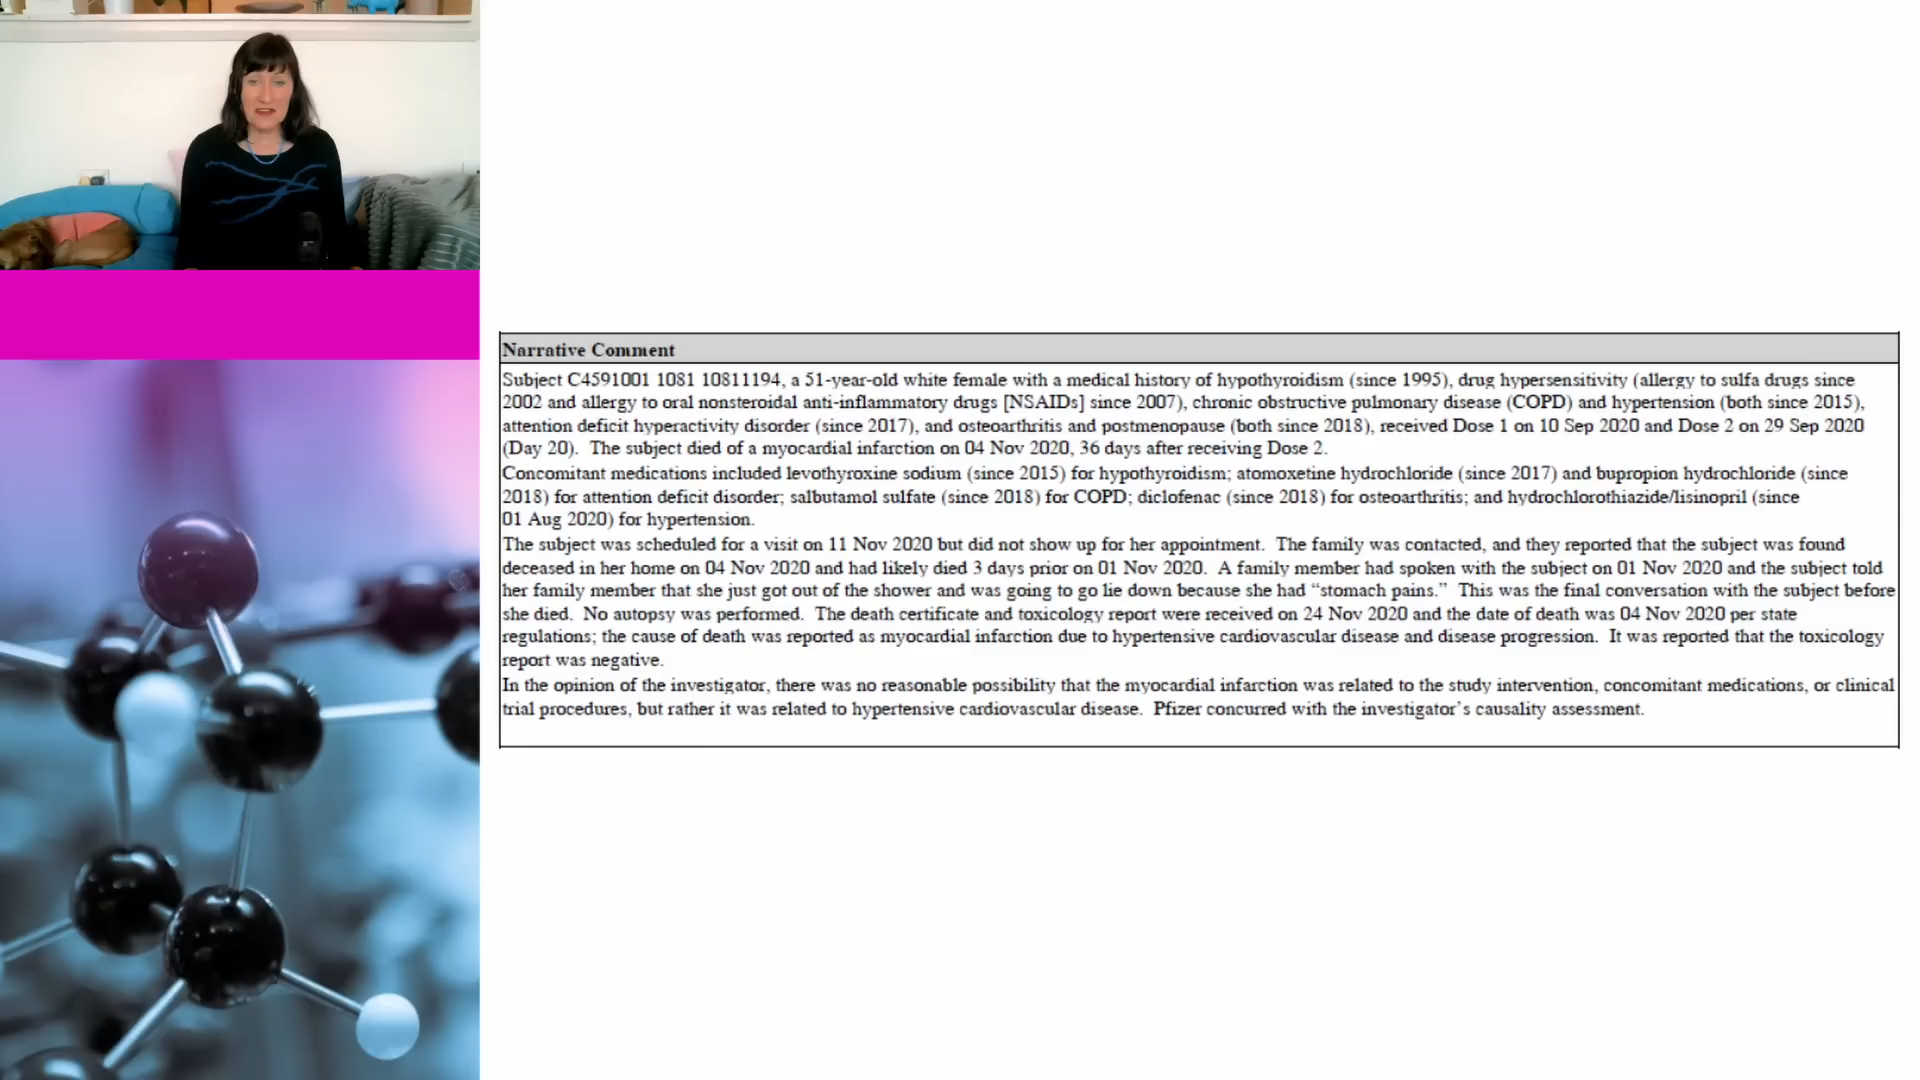 Narrative Comment
Subject C4591001 1081 10811194, a 51-year-old white female with a medical history of hypothyroidism (since 1995), drug hypersensitivity (allergy to sulfa drugs since
2002 and allergy to oral nonsteroidal anti-inflammatory drugs [NSAIDs] since 2007), chronic obstructive pulmonary disease (COPD) and hypertension (both since 2015),
attention deficit hyperactivity disorder (since 2017), and osteoarthritis and postmenopause (both since 2018), received Dose 1 on 10 Sep 2020 and Dose 2 on 29 Sep 2020
(Day 20). The subject died of a myocardial infarction on 04 Nov 2020, 36 days after receiving Dose 2.
Concomitant medications included levothyroxine sodium (since 2015) for hypothyroidism; atomoxetine hydrochloride (since 2017) and bupropion hydrochloride (since
2018) for attention deficit disorder; salbutamol sulfate (since 2018) for COPD; diclofenac (since 2018) for osteoarthritis; and hydrochlorothiazide/lisinopril (since
01 Aug 2020) for hypertension.
The subject was scheduled for a visit on 11 Nov 2020 but did not show up for her appointment. The family was contacted, and they reported that the subject was found
deceased in her home on 04 Nov 2020 and had likely died 3 days prior on 01 Nov 2020. A family member had spoken with the subject on 01 Nov 2020 and the subject told
her family member that she just got out of the shower and was going to go lie down because she had “stomach pains.” This was the final conversation with the subject before
she died. No autopsy was performed. The death certificate and toxicology report were received on 24 Nov 2020 and the date of death was 04 Nov 2020 per state
regulations; the cause of death was reported as myocardial infarction due to hypertensive cardiovascular disease and disease progression. It was reported that the toxicology
report was negative.
In the opinion of the investigator, there was no reasonable possibility that the myocardial infarction was related to the study intervention, concomitant medications, or clinical
trial procedures, but rather it was related to hypertensive cardiovascular disease. Pfizer concurred with the investigator’s causality assessment.